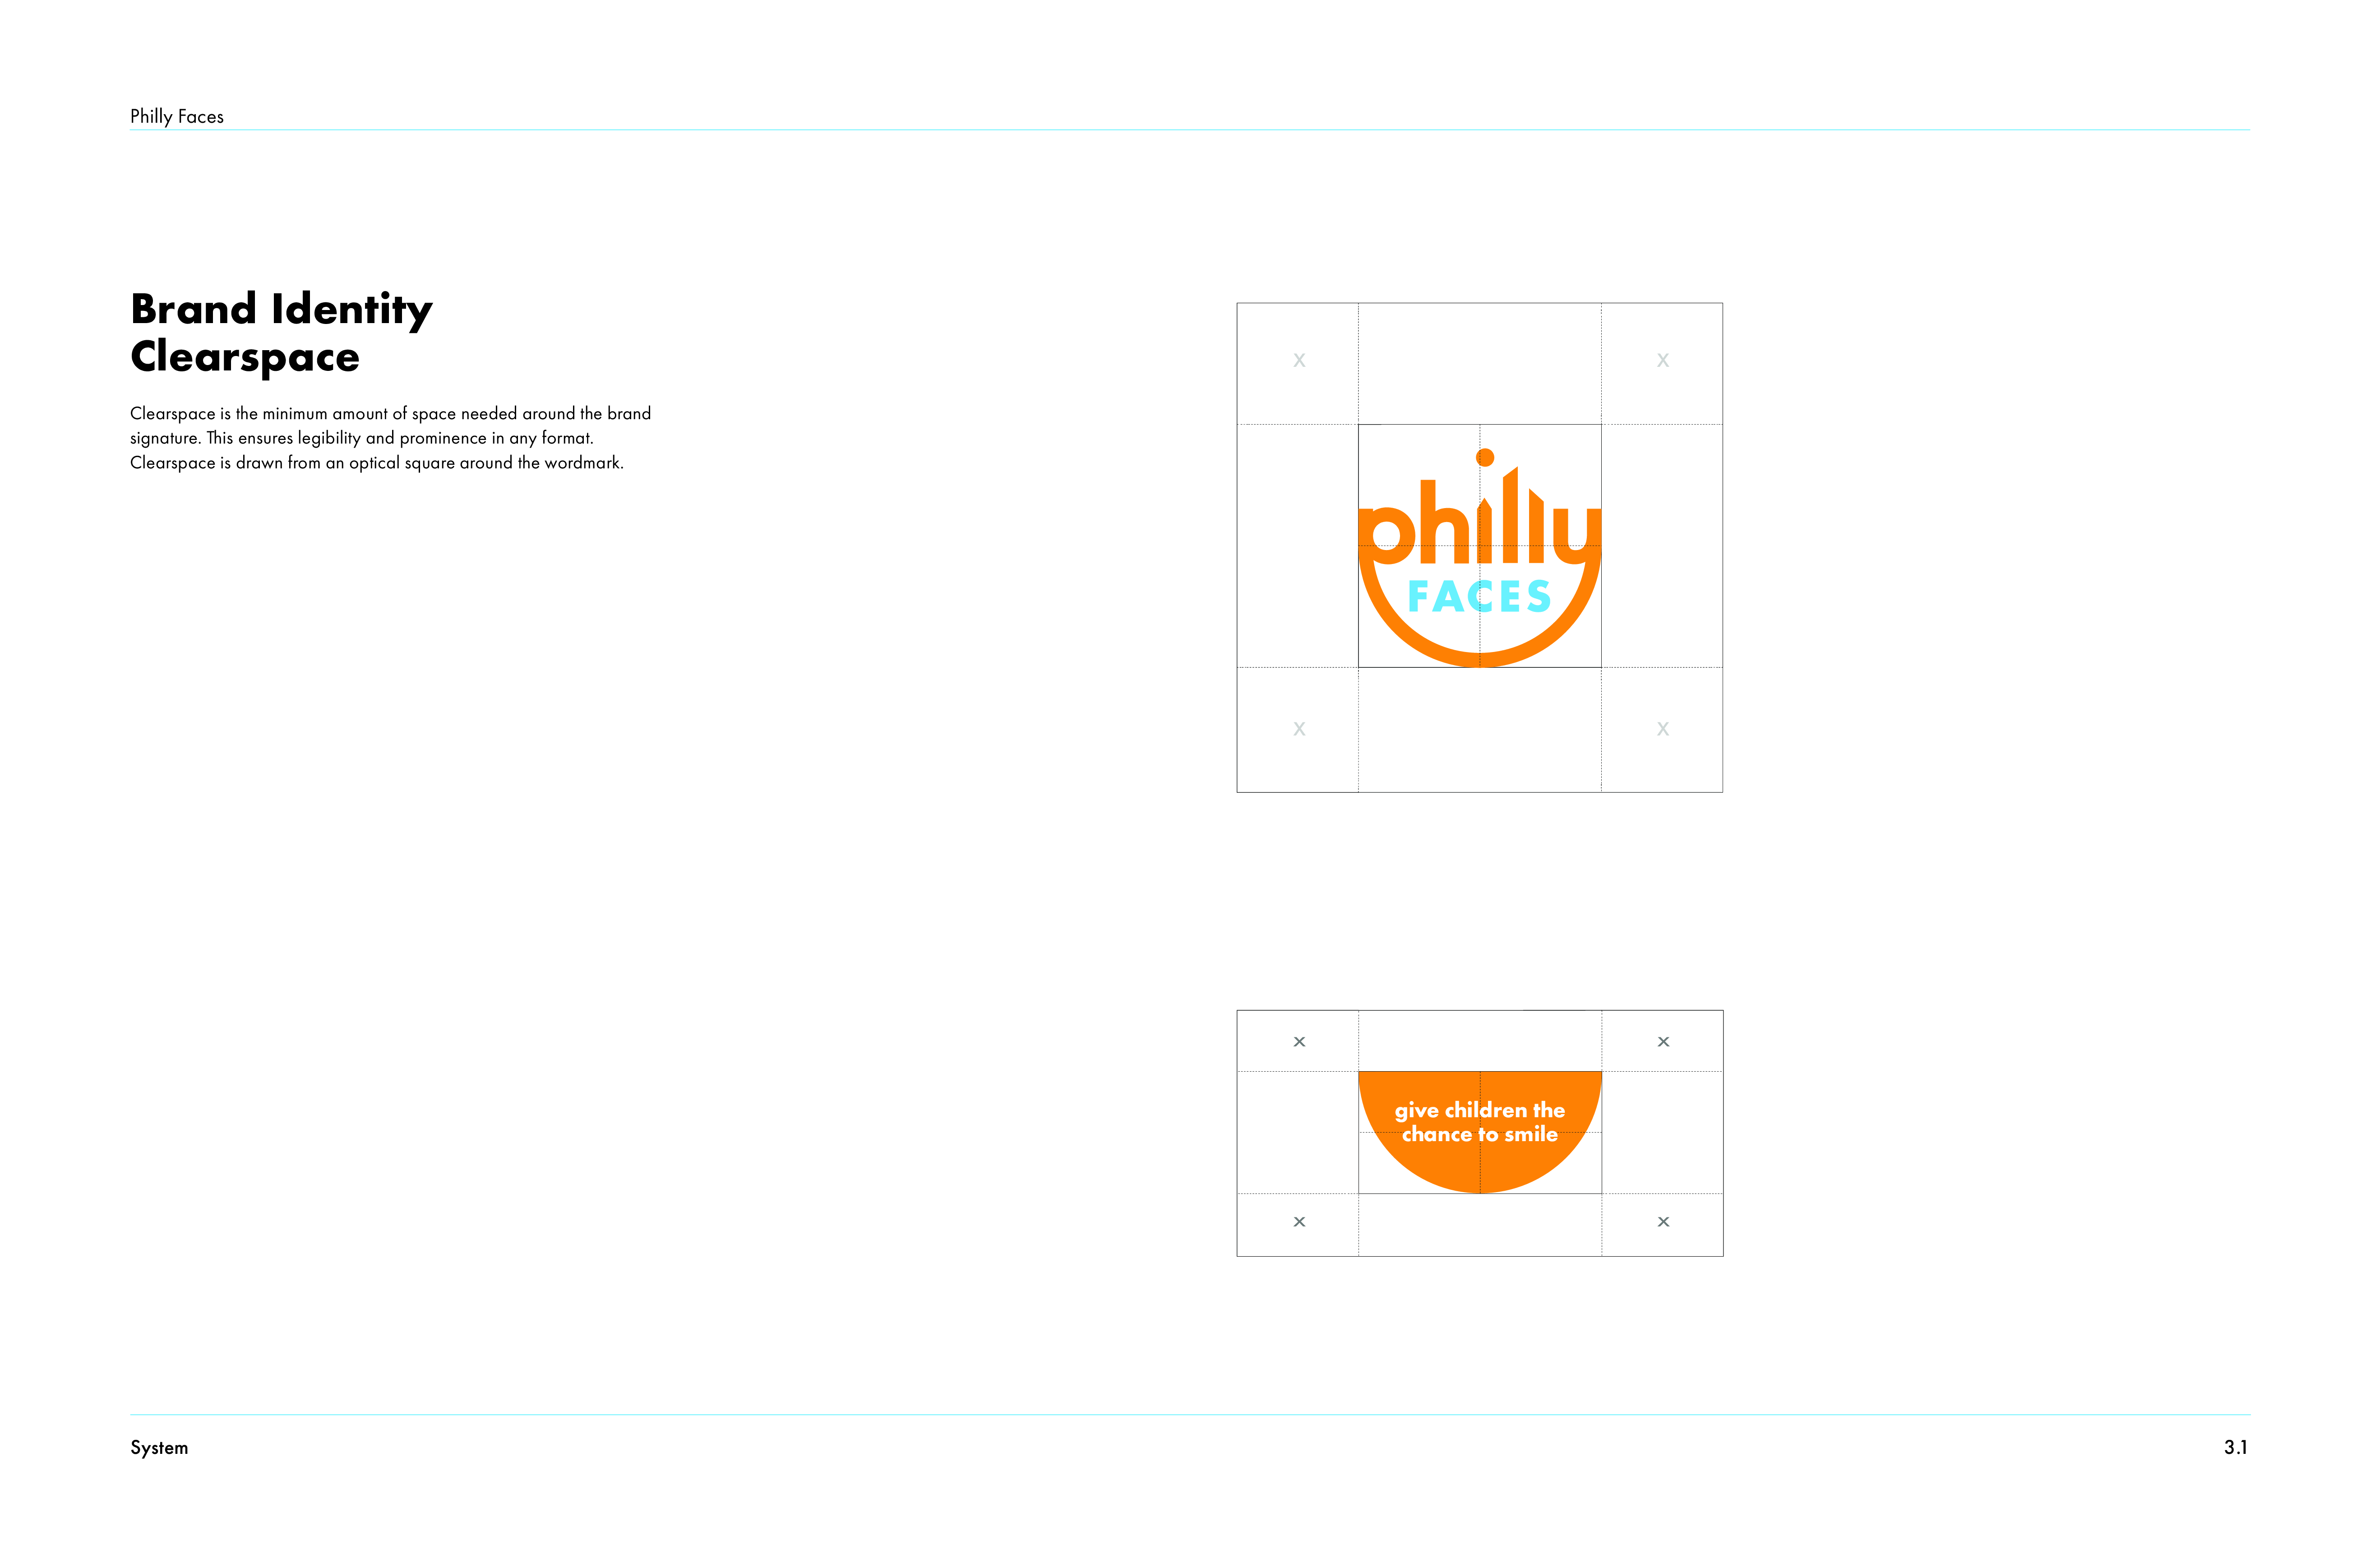 Philly Faces
Brand Identity
Clearspace
Clearspace is the minimum amount of space needed around the brand
signature. This ensures legibility and prominence in any format.
Clearspace is drawn from an optical square around the wordmark.
x x
philly
FACES
x x
x x
give children the
chance to smile
x x
System 3.1